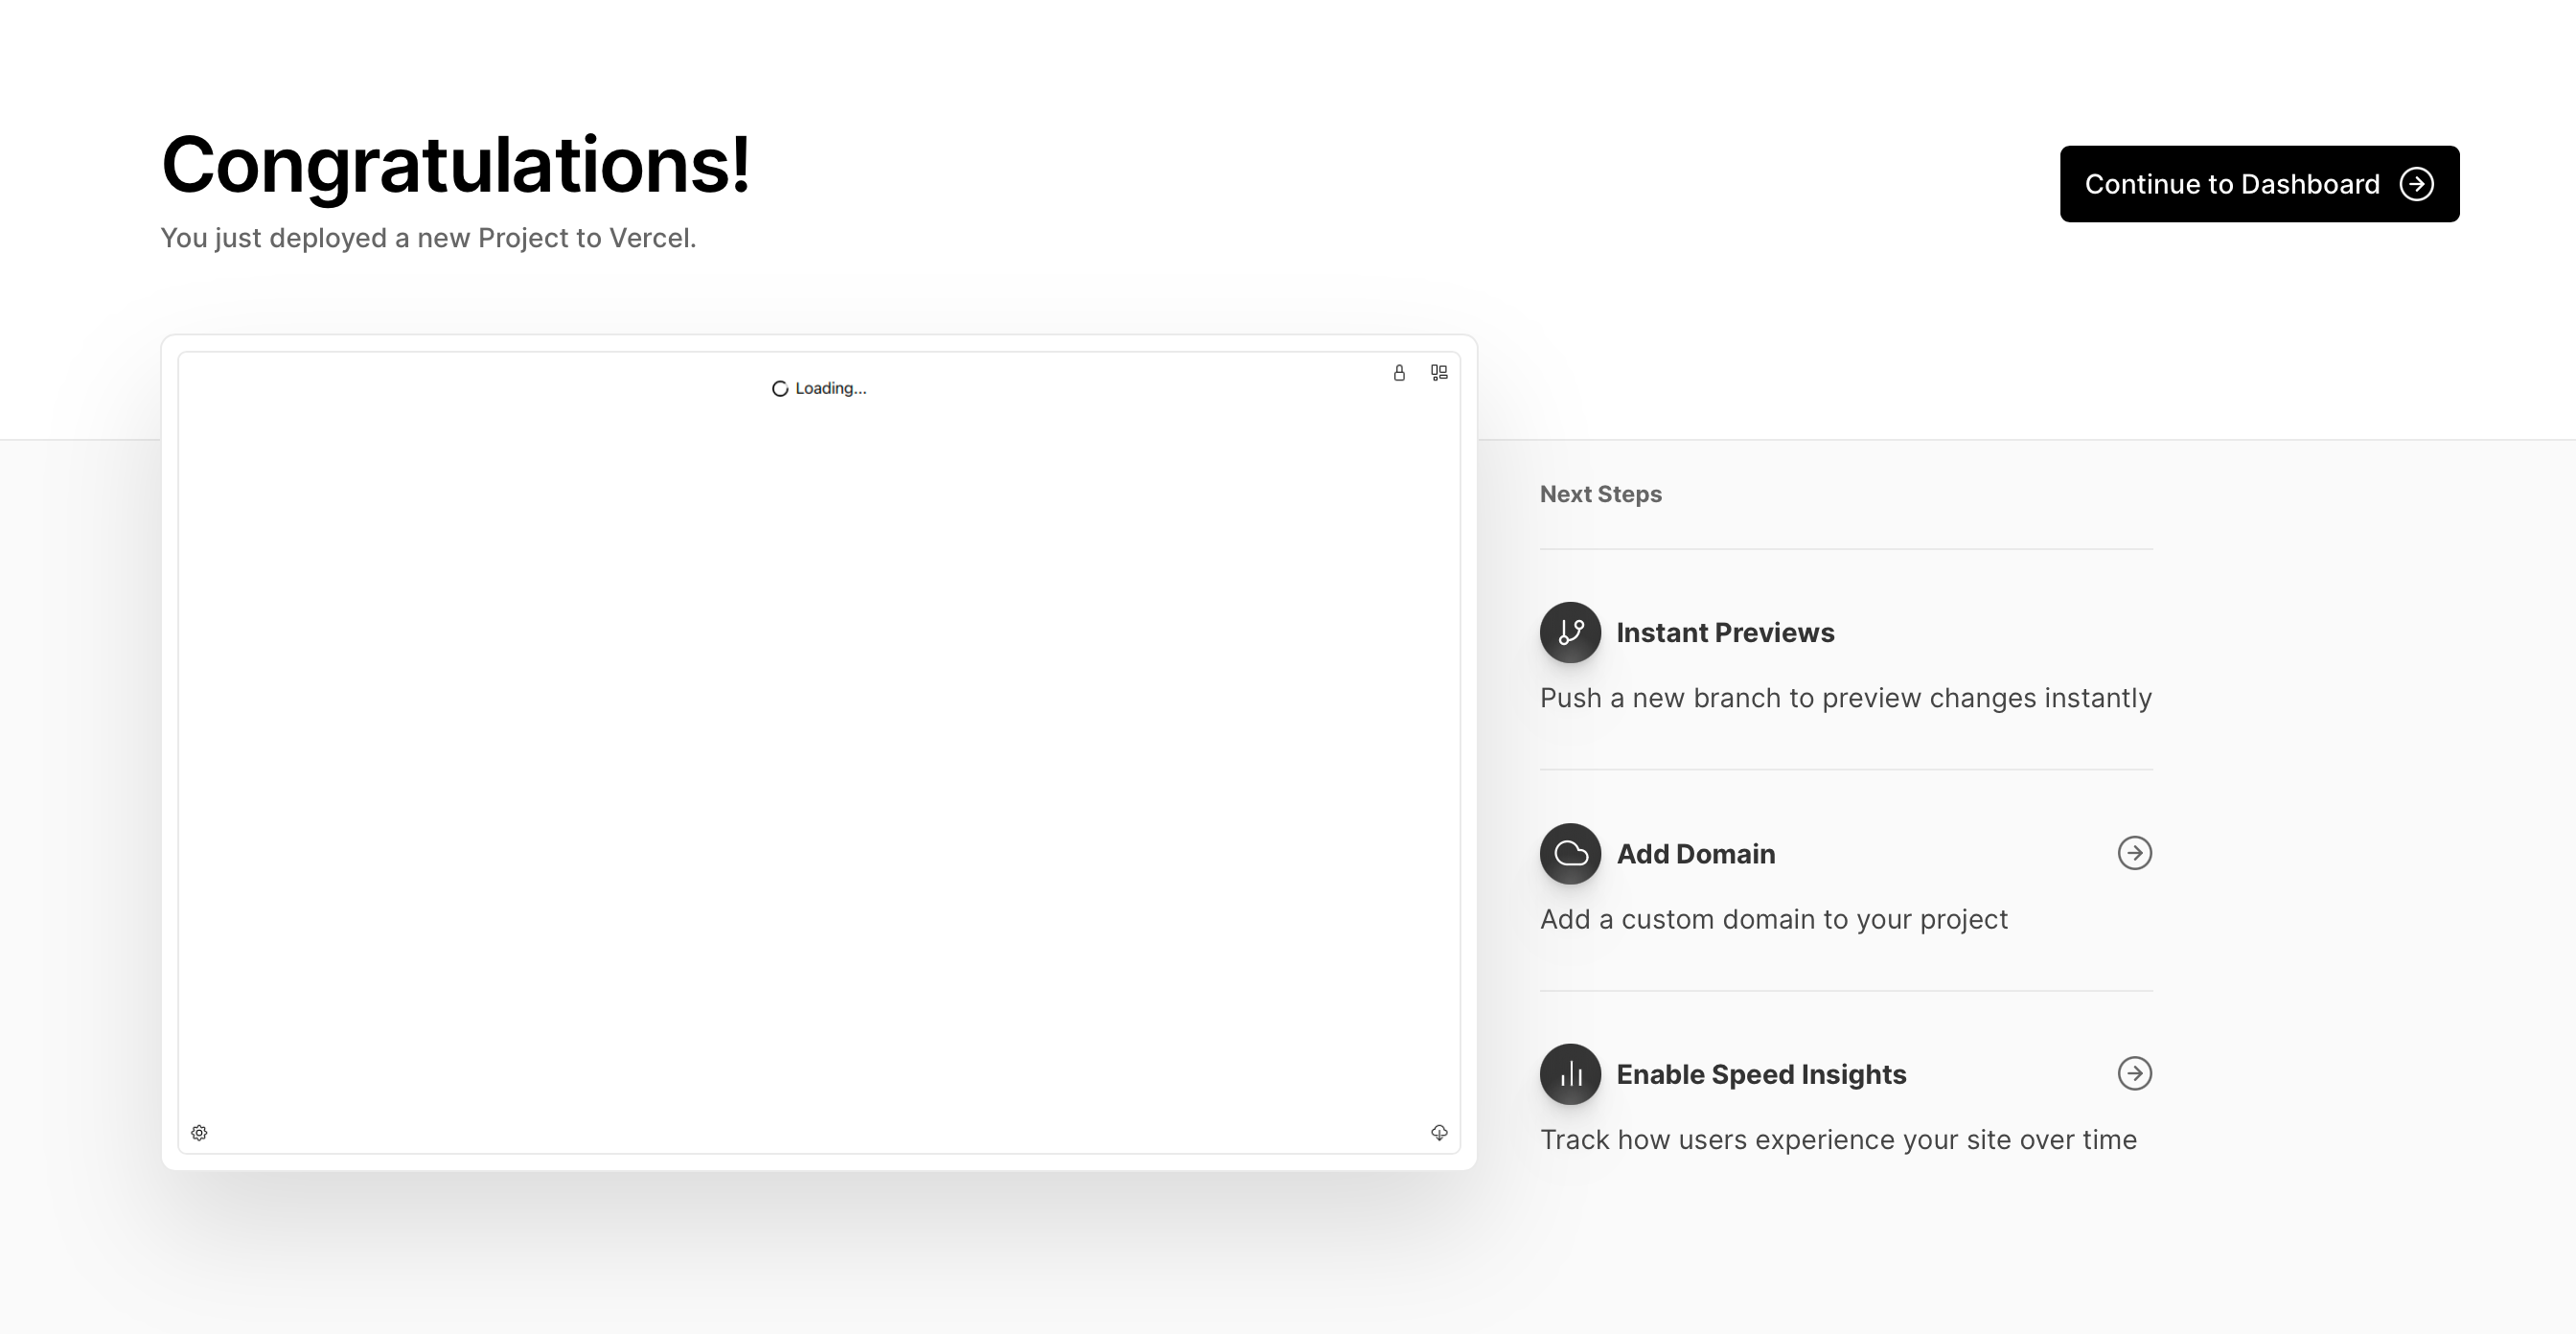 Congratulations!
You just deployed a new Project to Vercel.
Continue to Dashboard
Loading...
Next Steps
Instant Previews
Push a new branch to preview changes instantly
Add Domain
Add a custom domain to your project
Enable Speed Insights
Track how users experience your site over time